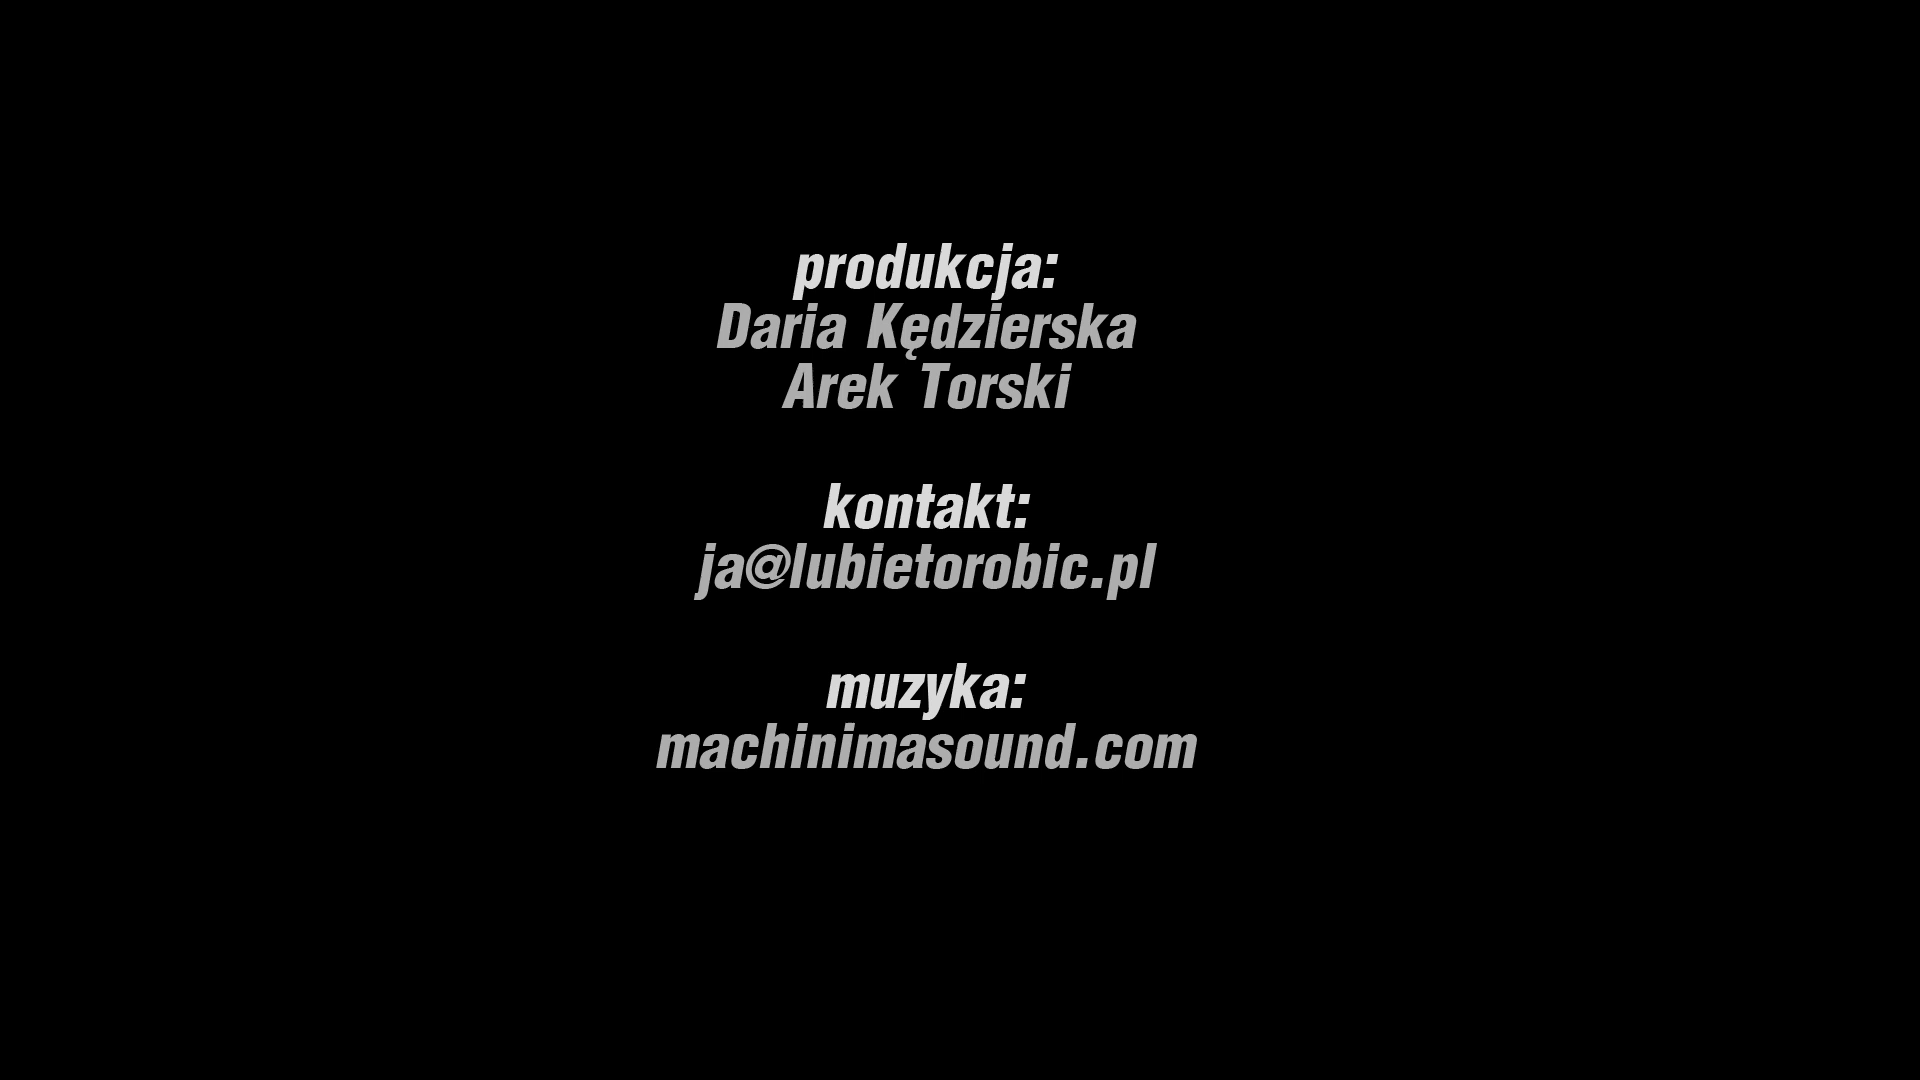 produkcja:
Daria Kędzierska
Arek Torski
kontakt:
ja@lubietorobic.pl
muzyka:
machinimasound.com